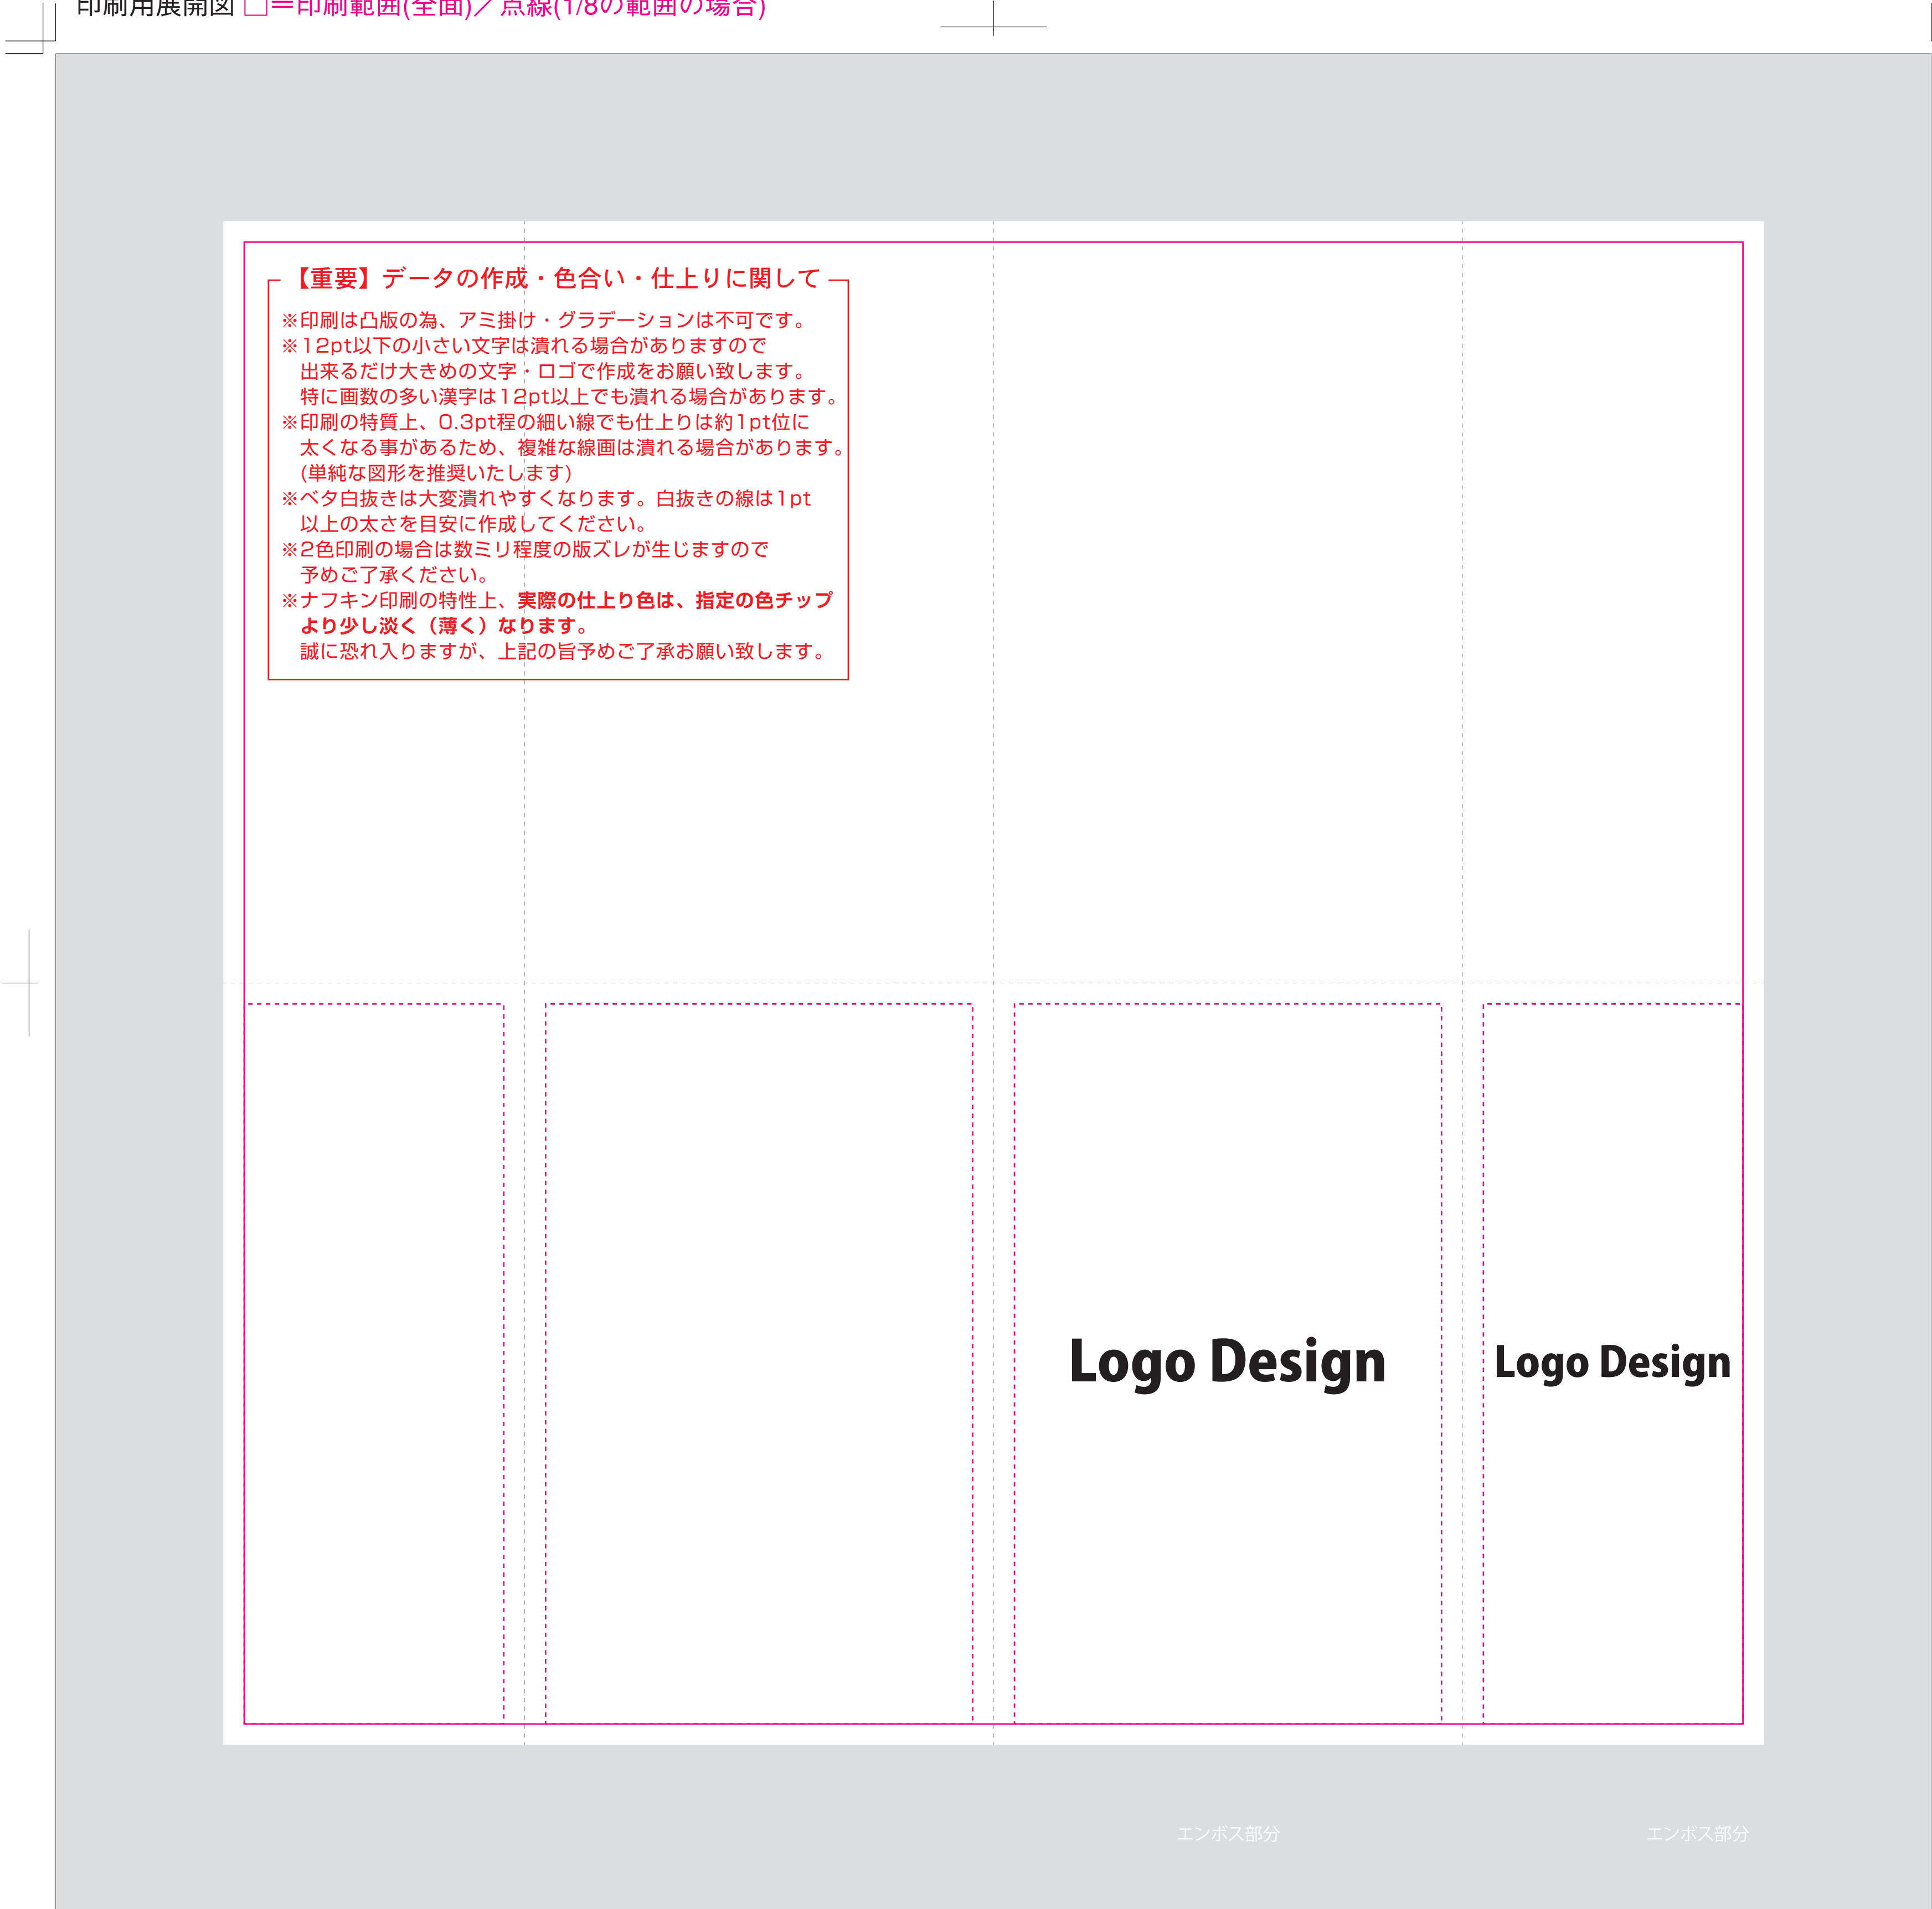 印刷用展開図 □＝印刷範囲(全面)／点線(1/8の範囲の場合)
【重要】データの作成・色合い・仕上りに関して
※印刷は凸版の為、アミ掛け・グラデーションは不可です。
※12pt以下の小さい文字は潰れる場合がありますので
出来るだけ大きめの文字・ロゴで作成をお願い致します。
特に画数の多い漢字は12pt以上でも潰れる場合があります。
※印刷の特質上、0.3pt程の細い線でも仕上りは約1pt位に
太くなる事があるため、複雑な線画は潰れる場合があります。
(単純な図形を推奨いたします)
※ベタ白抜きは大変潰れやすくなります。白抜きの線は1pt
以上の太さを目安に作成してください。
※2色印刷の場合は数ミリ程度の版ズレが生じますので
予めご了承ください。
※ナフキン印刷の特性上、実際の仕上り色は、指定の色チップ
より少し淡く（薄く）なります。
誠に恐れ入りますが、上記の旨予めご了承お願い致します。
Logo Design
Logo Design
エンボス部分
エンボス部分